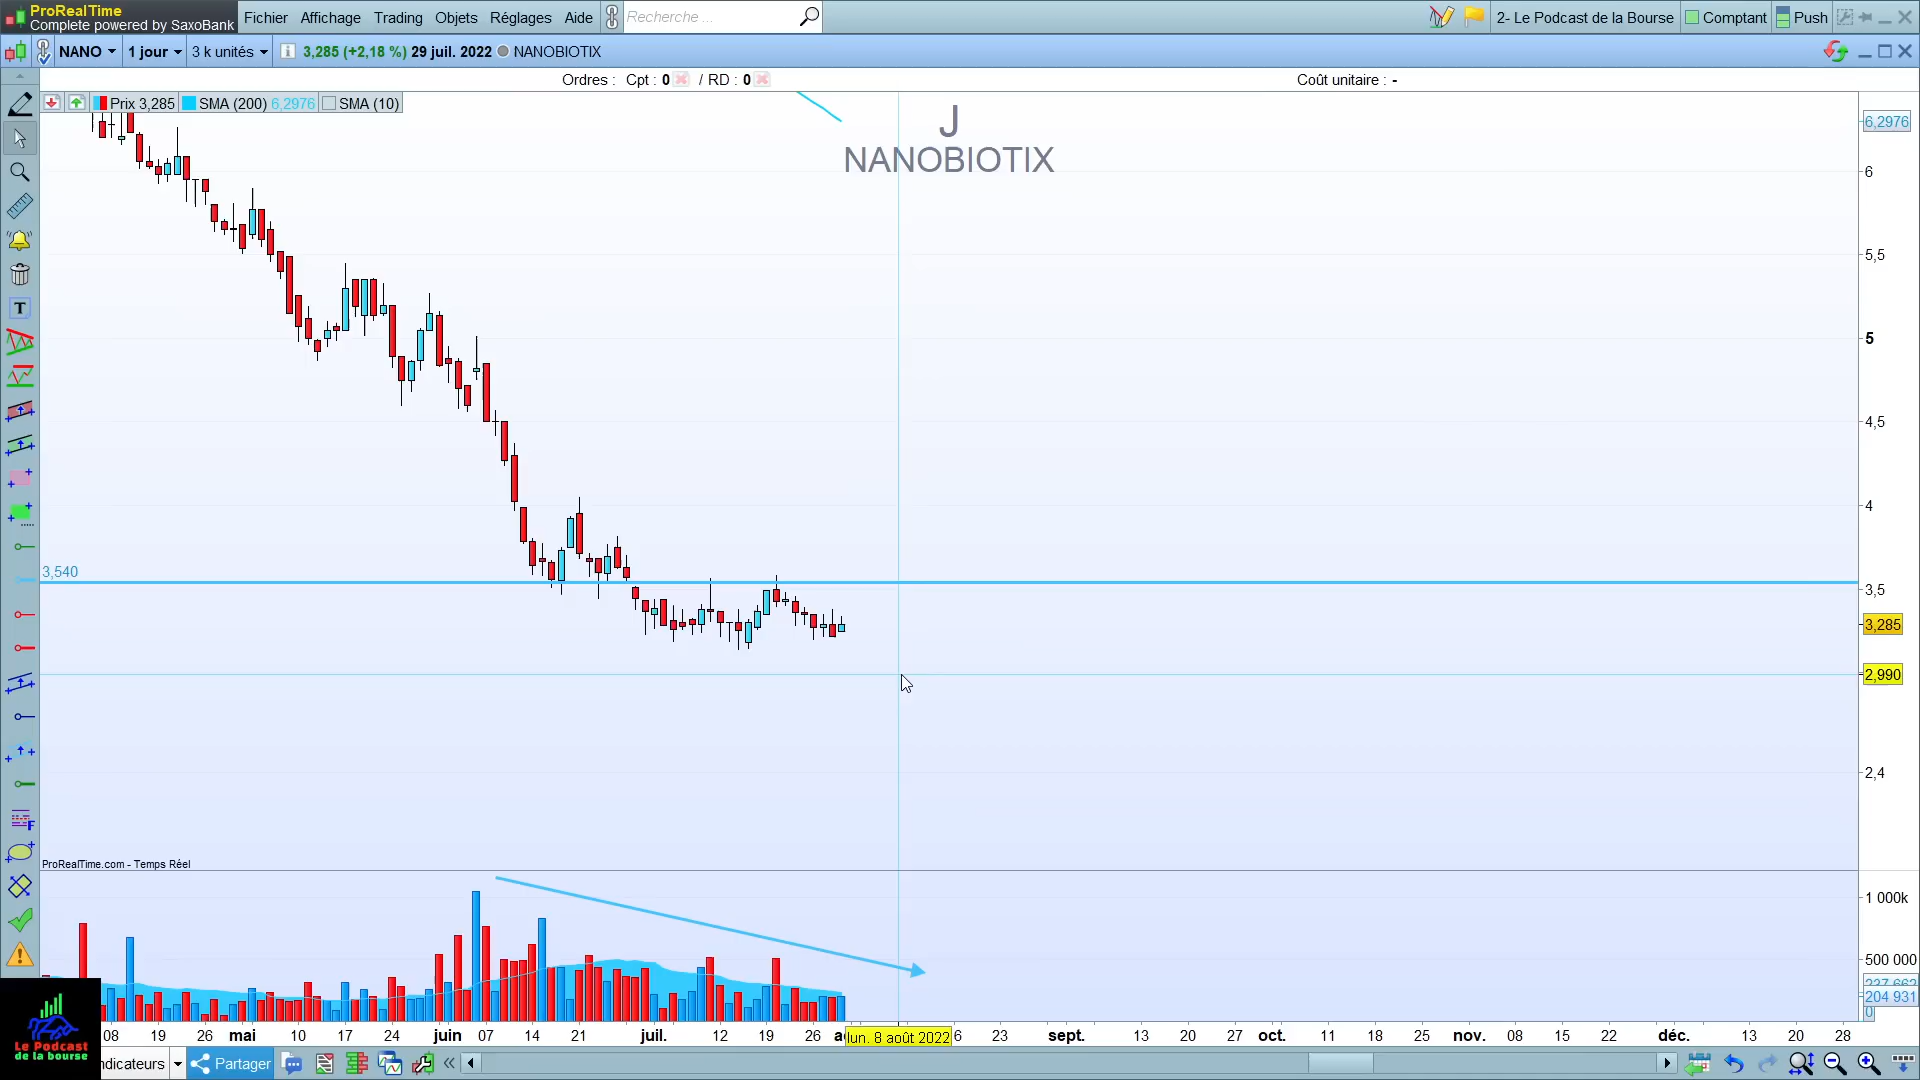 ProRealTime
Complete powered by SaxoBank
Fichier Affichage Trading Objets Réglages Aide
Recherche ...
2- Le Podcast de la Bourse
Comptant
Push
NANO
1 jour
3 k unités
3,285 (+2,18 %) 29 juil. 2022
NANOBIOTIX
Ordres : Cpt : 0 / RD : 0
Coût unitaire : -
Prix 3,285
SMA (200) 6,2976
SMA (10)
J
NANOBIOTIX
6,2976
6
5,5
5
4,5
4
3,540
3,5
3,285
2,990
2,4
ProRealTime.com - Temps Réel
1 000k
500 000
237 662
204 931
0
08 19 26 mai 10 17 24 juin 07 14 21 juil. 12 19 26 lun. 8 août 2022 6 23 sept. 13 20 27 oct. 11 18 25 nov. 08 15 22 déc. 13 20 28
Le Podcast
de la bourse
ndicateurs
Partager